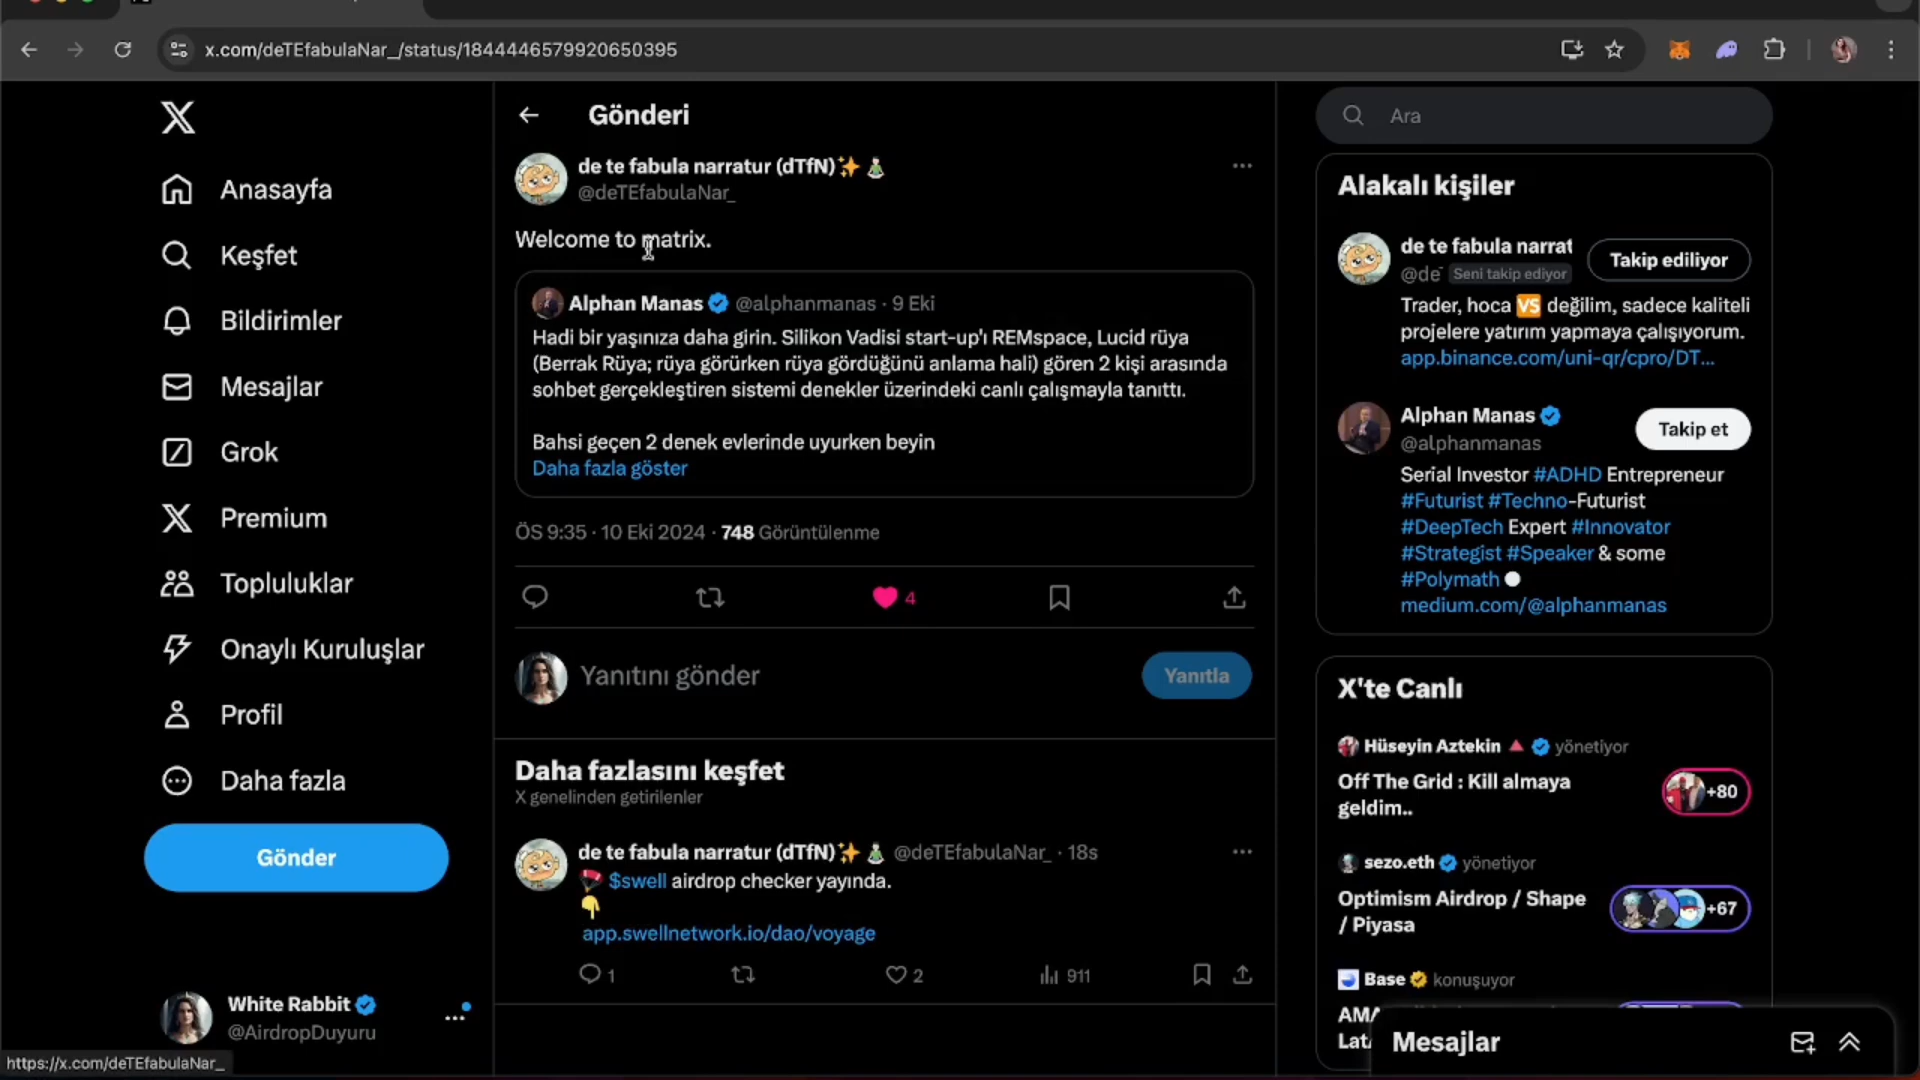 x.com/deTEfabulaNar_/status/1844446579920650395
Anasayfa
Keşfet
Bildirimler
Mesajlar
Grok
Premium
Topluluklar
Onaylı Kuruluşlar
Profil
Daha fazla
Gönder
White Rabbit
@AirdropDuyuru
https://x.com/deTEfabulaNar_
Gönderi
de te fabula narratur (dTfN)
@deTEfabulaNar_
Welcome to matrix.
Alphan Manas @alphanmanas · 9 Eki
Hadi bir yaşınıza daha girin. Silikon Vadisi start-up'ı REMspace, Lucid rüya
(Berrak Rüya; rüya görürken rüya gördüğünü anlama hali) gören 2 kişi arasında
sohbet gerçekleştiren sistemi denekler üzerindeki canlı çalışmayla tanıttı.
Bahsi geçen 2 denek evlerinde uyurken beyin
Daha fazla göster
ÖS 9:35 · 10 Eki 2024 · 748 Görüntülenme
4
Yanıtını gönder
Yanıtla
Daha fazlasını keşfet
X genelinden getirilenler
de te fabula narratur (dTfN) @deTEfabulaNar_ · 18s
$swell airdrop checker yayında.
app.swellnetwork.io/dao/voyage
1 2 911
Ara
Alakalı kişiler
de te fabula narrat
@de Seni takip ediyor
Takip ediliyor
Trader, hoca VS değilim, sadece kaliteli
projelere yatırım yapmaya çalışıyorum.
app.binance.com/uni-qr/cpro/DT...
Alphan Manas
@alphanmanas
Takip et
Serial Investor #ADHD Entrepreneur
#Futurist #Techno-Futurist
#DeepTech Expert #Innovator
#Strategist #Speaker & some
#Polymath
medium.com/@alphanmanas
X'te Canlı
Hüseyin Aztekin yönetiyor
Off The Grid : Kill almaya
geldim..
+80
sezo.eth yönetiyor
Optimism Airdrop / Shape
/ Piyasa
+67
Base konuşuyor
Mesajlar